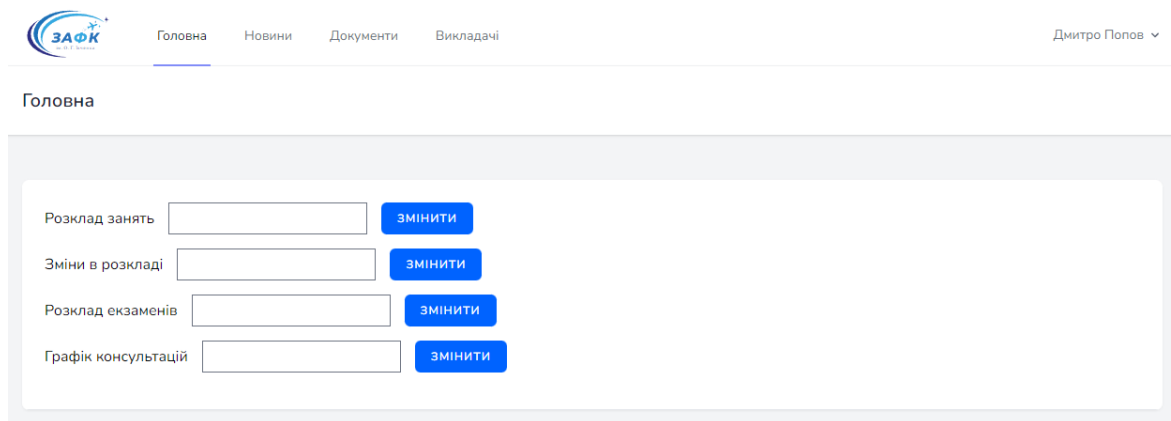 ЗАФК
Головна Новини Документи Викладачі Дмитро Попов
Головна
Розклад занять ЗМІНИТИ
Зміни в розкладі ЗМІНИТИ
Розклад екзаменів ЗМІНИТИ
Графік консультацій ЗМІНИТИ